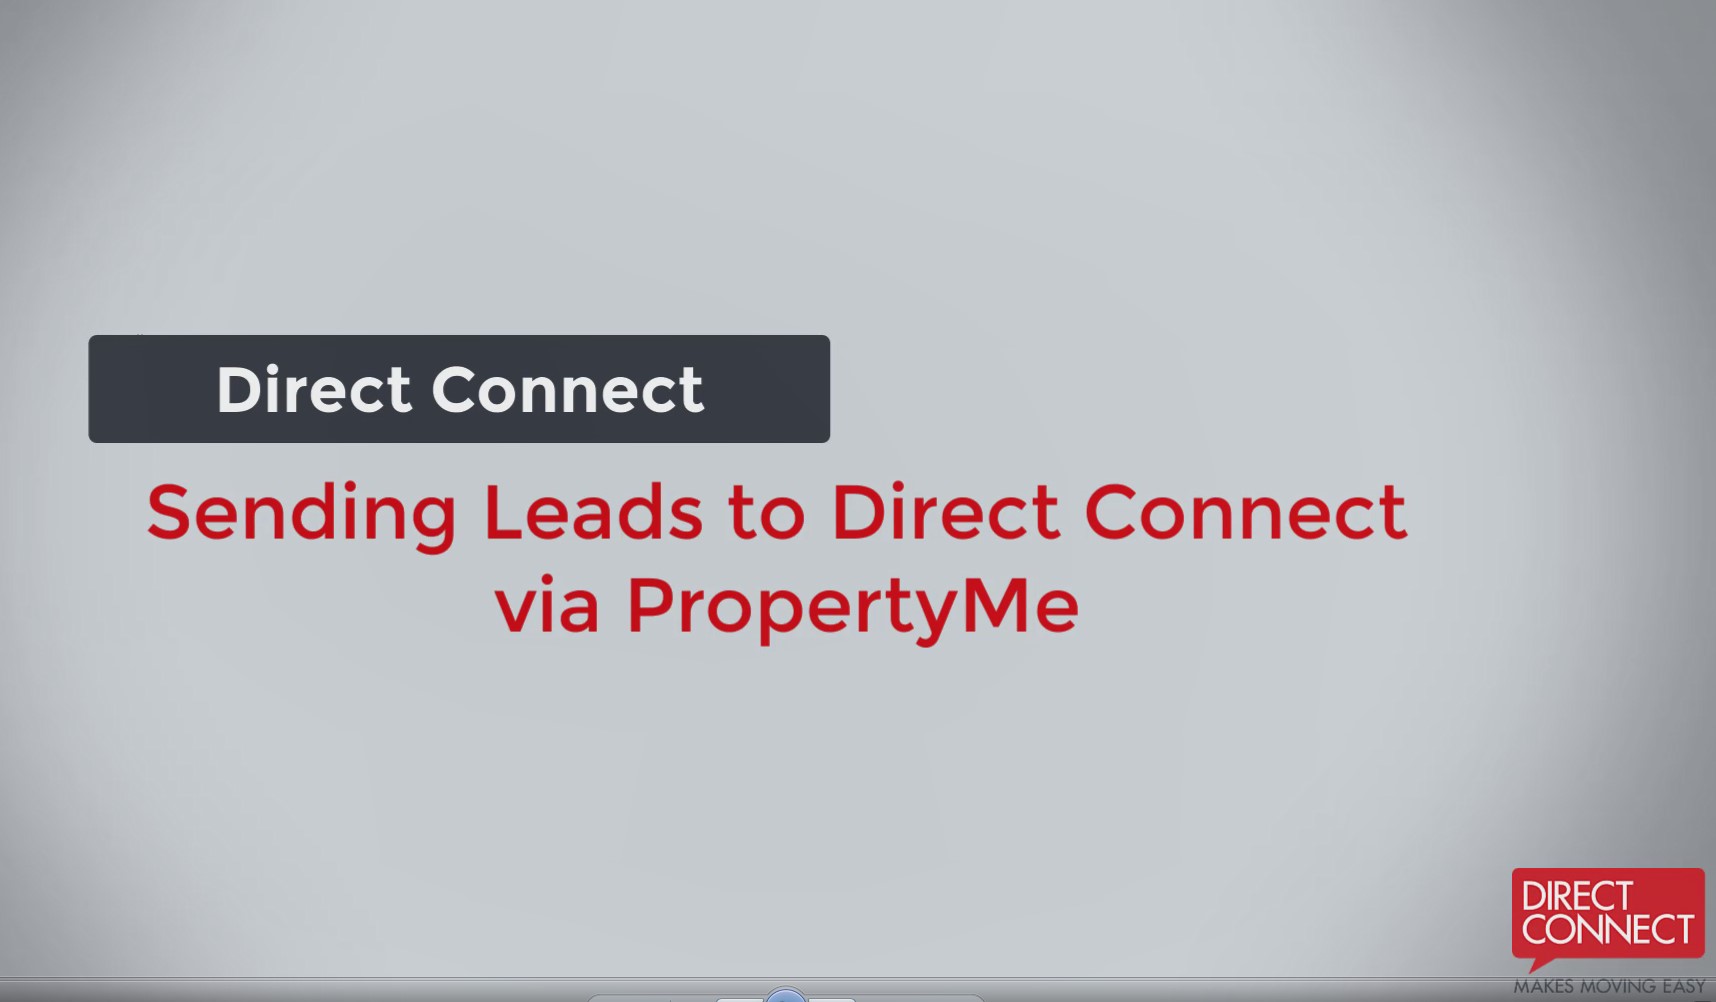 Direct Connect
Sending Leads to Direct Connect
via PropertyMe
DIRECT
CONNECT
MAKES MOVING EASY